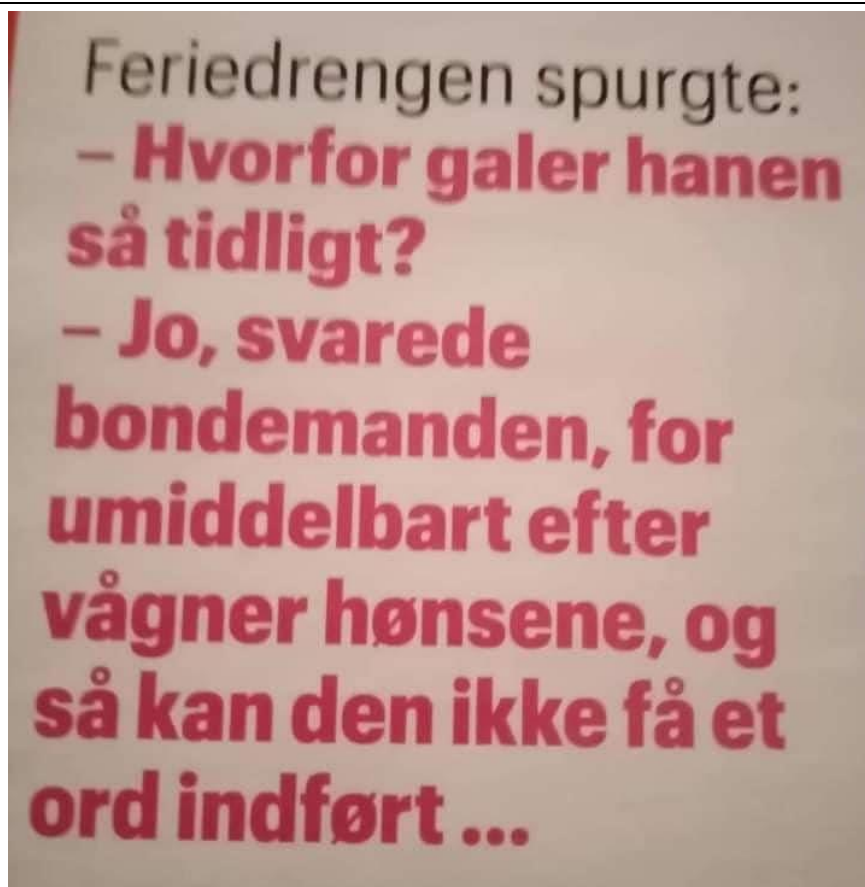 Feriedrengen spurgte:
– Hvorfor galer hanen
så tidligt?
– Jo, svarede
bondemanden, for
umiddelbart efter
vågner hønsene, og
så kan den ikke få et
ord indført ...